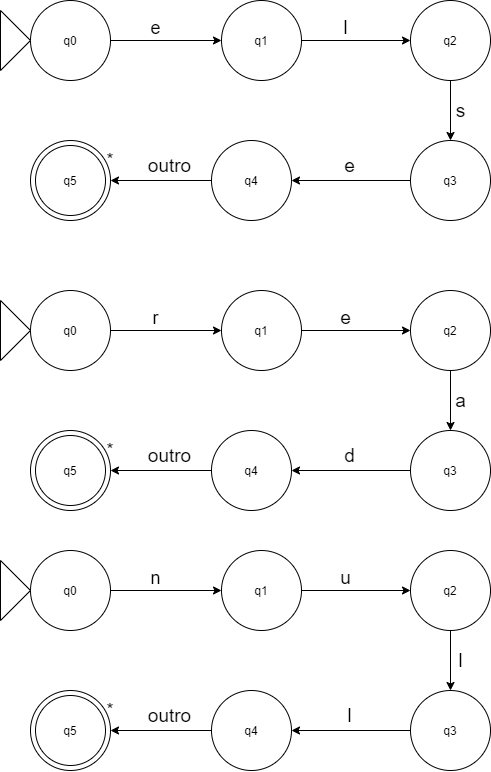 q0 e q1 l q2
s
q5 * outro q4 e q3
q0 r q1 e q2
a
q5 * outro q4 d q3
q0 n q1 u q2
l
q5 * outro q4 l q3